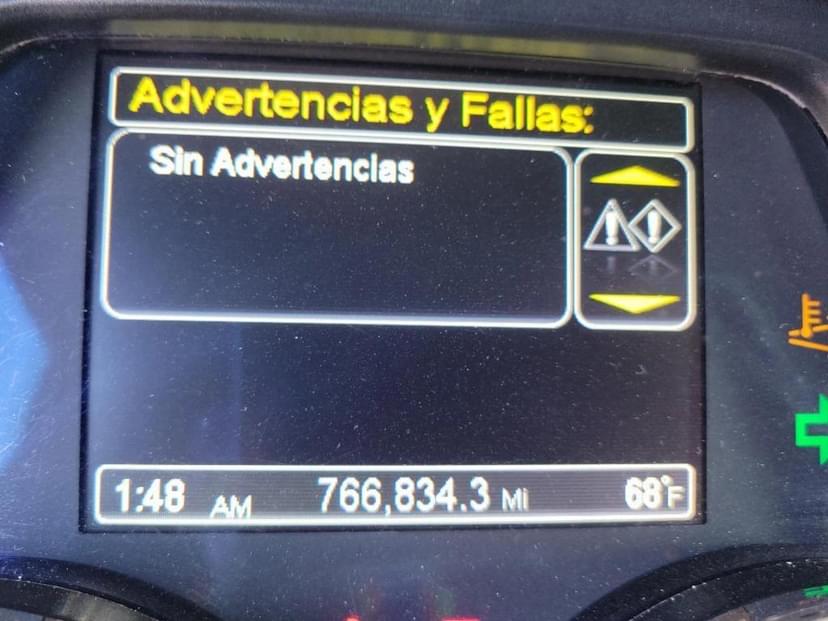 Advertencias y Fallas:
Sin Advertencias
1:48 AM 766,834.3 Mi 68°F